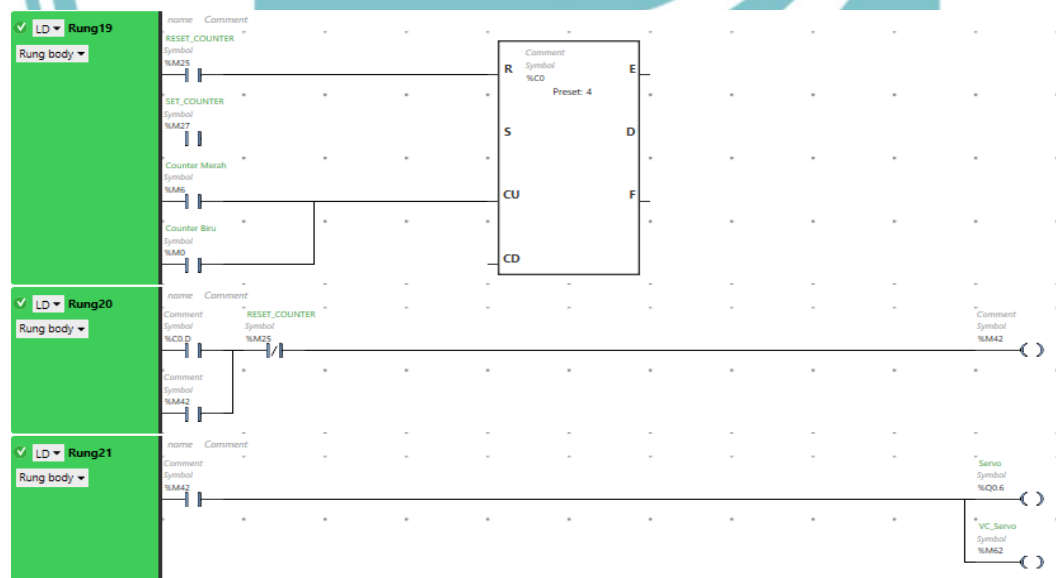 LD Rung19
Rung body
name Comment
RESET_COUNTER
Symbol
%M25
SET_COUNTER
Symbol
%M27
Counter Merah
Symbol
%M6
Counter Biru
Symbol
%M0
Comment
Symbol
%C0
Preset: 4
R
E
S
D
CU
F
CD
LD Rung20
Rung body
name Comment
Comment
Symbol
%C0.D
RESET_COUNTER
Symbol
%M25
Comment
Symbol
%M42
Comment
Symbol
%M42
LD Rung21
Rung body
name Comment
Comment
Symbol
%M42
Servo
Symbol
%Q0.6
VC_Servo
Symbol
%M62